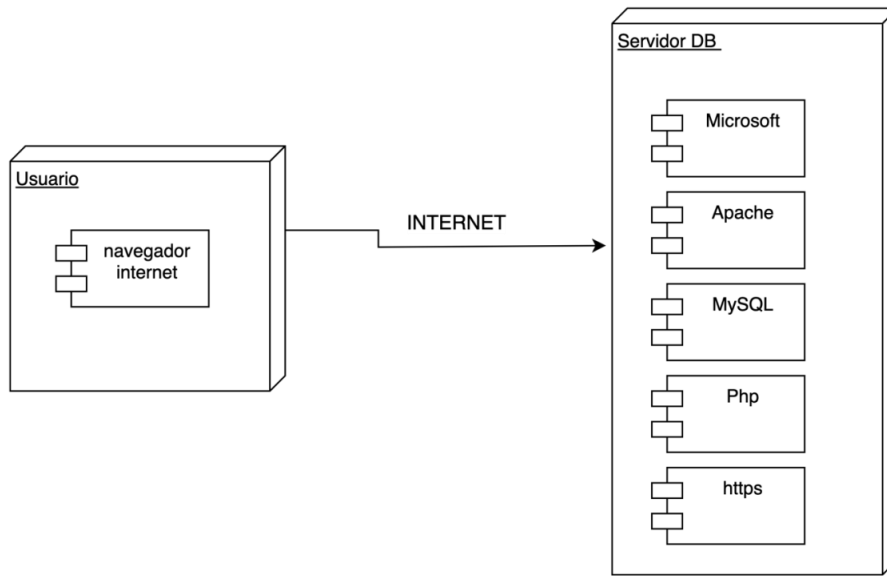 Servidor DB
Microsoft
Usuario
Apache
INTERNET
navegador
internet
MySQL
Php
https